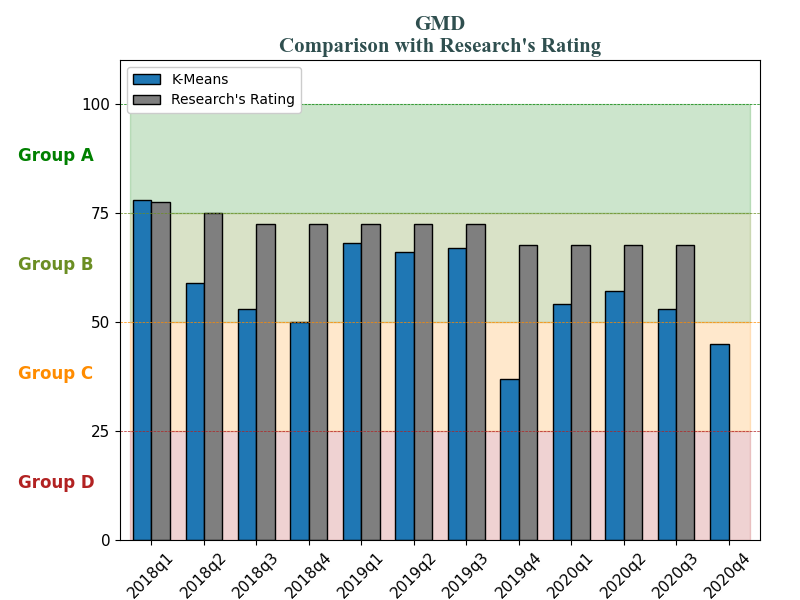 GMD
Comparison with Research's Rating
K-Means
Research's Rating
100
Group A
75
Group B
50
Group C
25
Group D
0
2018q1
2018q2
2018q3
2018q4
2019q1
2019q2
2019q3
2019q4
2020q1
2020q2
2020q3
2020q4